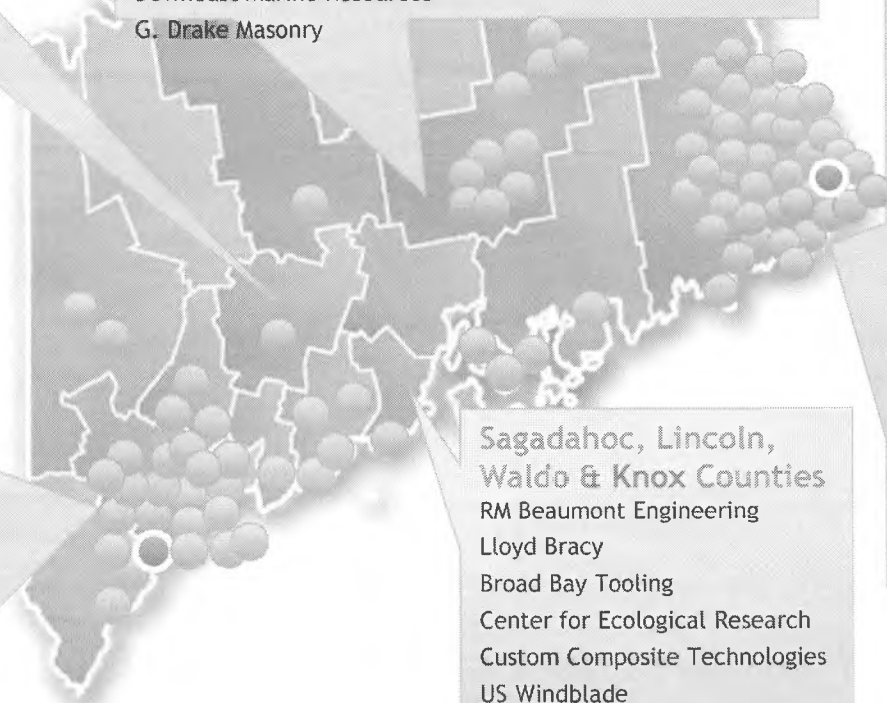 G. Drake Masonry
Sagadahoc, Lincoln,
Waldo & Knox Counties
RM Beaumont Engineering
Lloyd Bracy
Broad Bay Tooling
Center for Ecological Research
Custom Composite Technologies
US Windblade